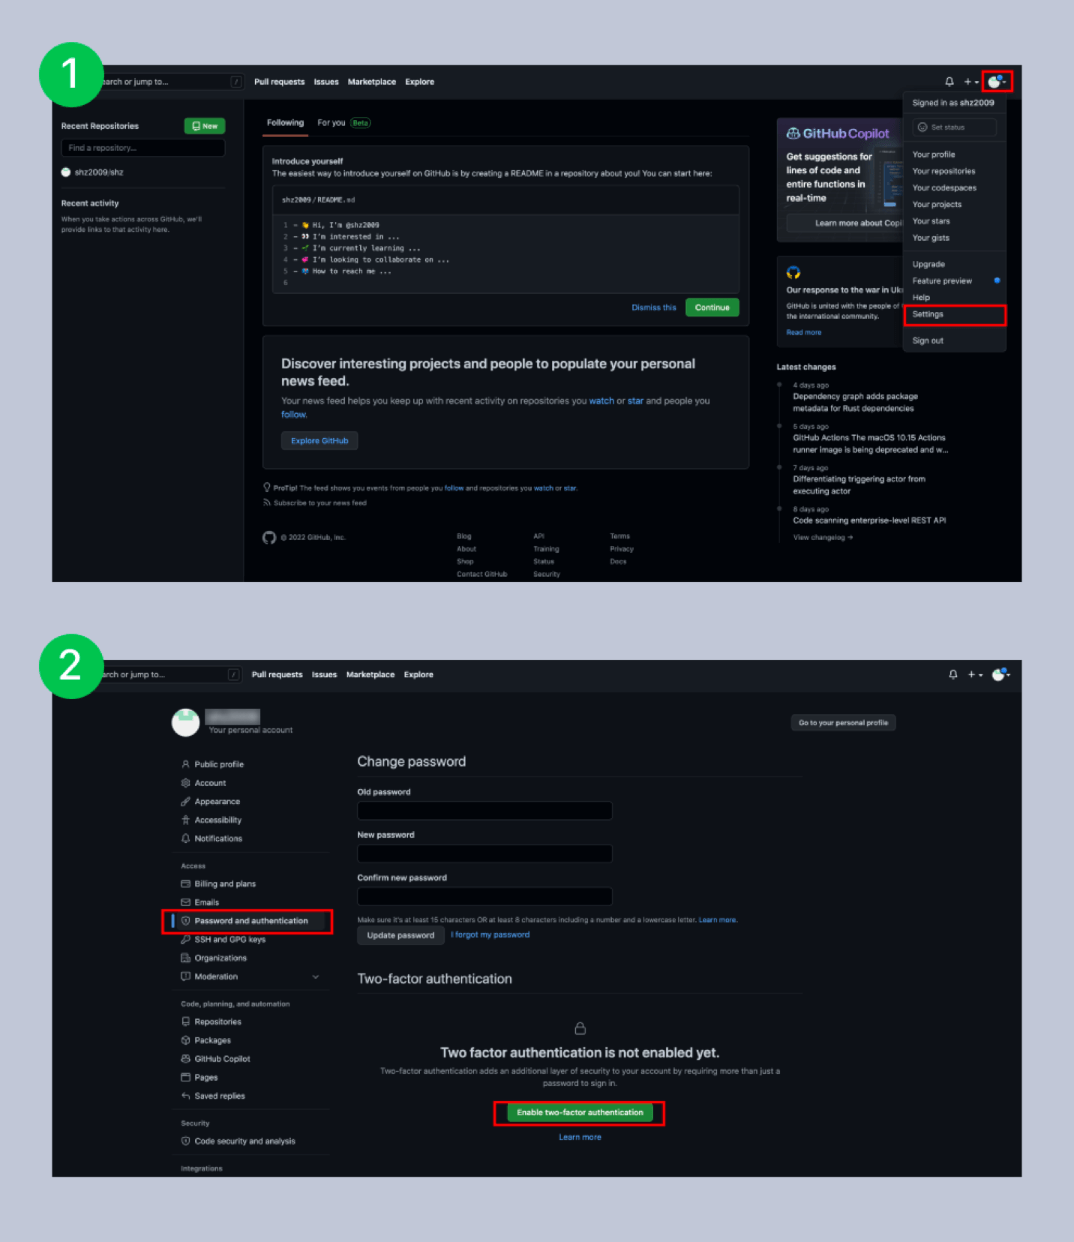 1
arch or jump to... /
Pull requests Issues Marketplace Explore
Signed in as shz2009
Set status
Your profile
Your repositories
Your codespaces
Your projects
Your stars
Your gists
Upgrade
Feature preview
Help
Settings
Sign out
Recent Repositories
New
Find a repository...
shz2009/shz
Recent activity
When you take actions across GitHub, we'll
provide links to that activity here.
Following For you Beta
Introduce yourself
The easiest way to introduce yourself on GitHub is by creating a README in a repository about you! You can start here:
shz2009/README.md
1 - 👋 Hi, I'm @shz2009
2 - 👀 I'm interested in ...
3 - 🌱 I'm currently learning ...
4 - 💞️ I'm looking to collaborate on ...
5 - 📫 How to reach me ...
6
Dismiss this Continue
Discover interesting projects and people to populate your personal
news feed.
Your news feed helps you keep up with recent activity on repositories you watch or star and people you
follow.
Explore GitHub
ProTip! The feed shows you events from people you follow and repositories you watch or star.
Subscribe to your news feed
© 2022 GitHub, Inc.
Blog
About
Shop
Contact GitHub
API
Training
Status
Security
Terms
Privacy
Docs
GitHub Copilot
Get suggestions for
lines of code and
entire functions in
real-time
Learn more about Copi
Our response to the war in Uk
GitHub is united with the people of
the international community.
Read more
Latest changes
4 days ago
Dependency graph adds package
metadata for Rust dependencies
6 days ago
GitHub Actions The macOS 10.15 Actions
runner image is being deprecated and w...
7 days ago
Differentiating triggering actor from
executing actor
8 days ago
Code scanning enterprise-level REST API
View changelog →
2
arch or jump to... /
Pull requests Issues Marketplace Explore
Your personal account
Go to your personal profile
Public profile
Account
Appearance
Accessibility
Notifications
Access
Billing and plans
Emails
Password and authentication
SSH and GPG keys
Organizations
Moderation
Code, planning, and automation
Repositories
Packages
GitHub Copilot
Pages
Saved replies
Security
Code security and analysis
Integrations
Change password
Old password
New password
Confirm new password
Make sure it's at least 15 characters OR at least 8 characters including a number and a lowercase letter. Learn more.
Update password I forgot my password
Two-factor authentication
Two factor authentication is not enabled yet.
Two-factor authentication adds an additional layer of security to your account by requiring more than just a
password to sign in.
Enable two-factor authentication
Learn more